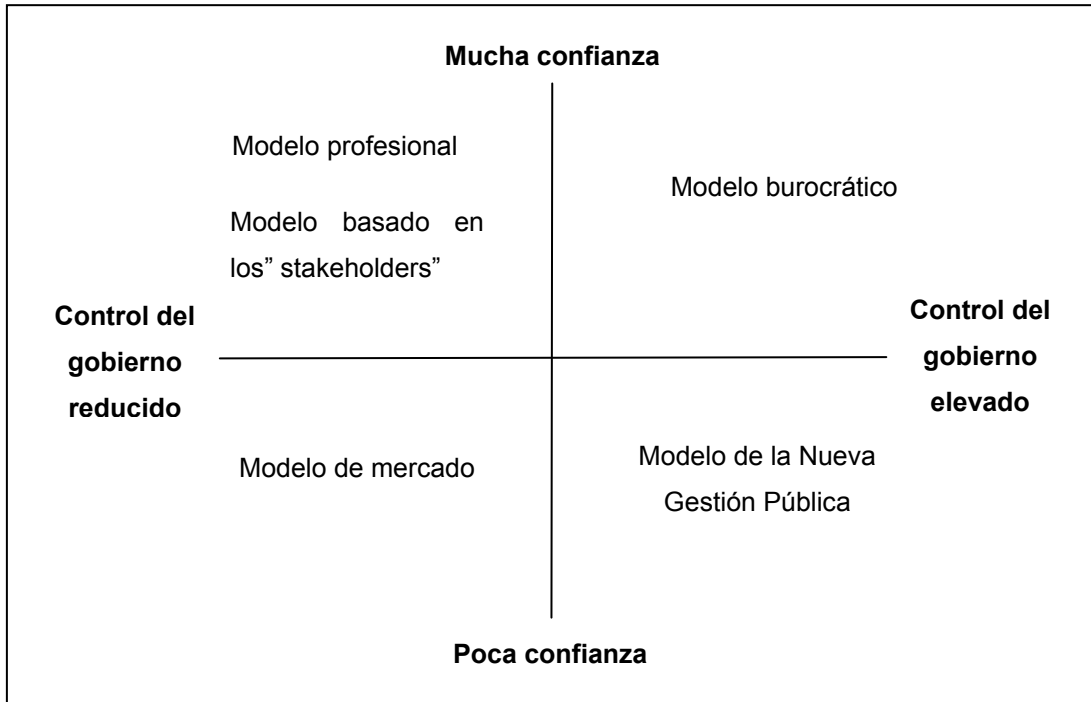 Mucha confianza
Modelo profesional
Modelo burocrático
Modelo basado en
los” stakeholders”
Control del
gobierno
reducido
Control del
gobierno
elevado
Modelo de mercado
Modelo de la Nueva
Gestión Pública
Poca confianza